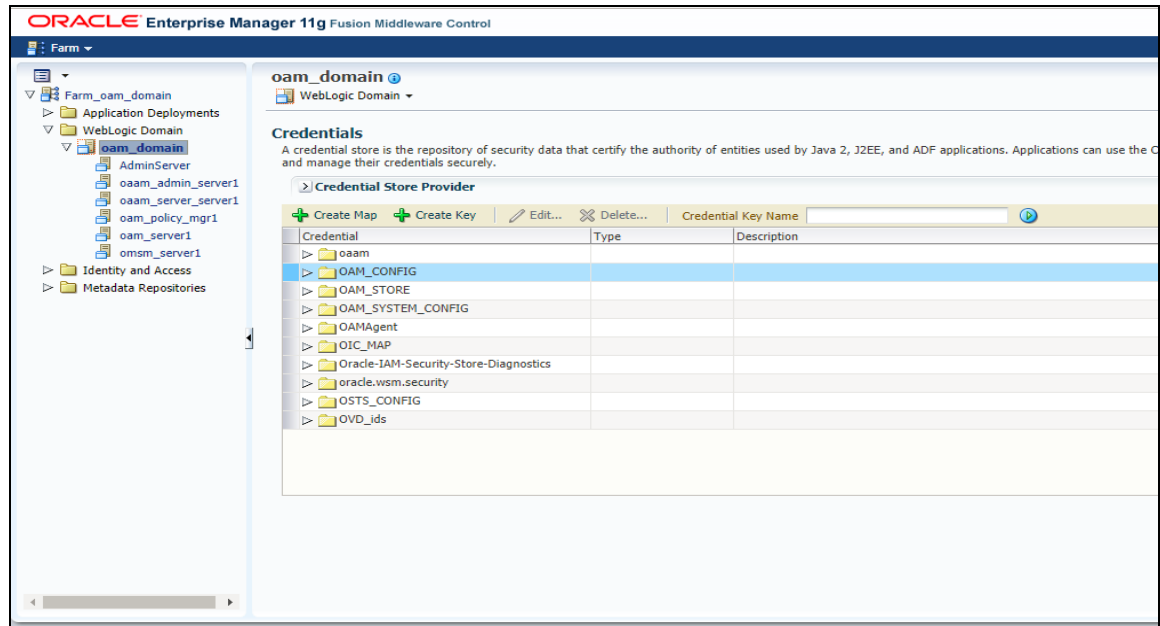 ORACLE Enterprise Manager 11g Fusion Middleware Control
Farm
Farm_oam_domain
Application Deployments
WebLogic Domain
oam_domain
AdminServer
oaam_admin_server1
oaam_server_server1
oam_policy_mgr1
oam_server1
omsm_server1
Identity and Access
Metadata Repositories
oam_domain
WebLogic Domain
Credentials
A credential store is the repository of security data that certify the authority of entities used by Java 2, J2EE, and ADF applications. Applications can use the C
and manage their credentials securely.
Credential Store Provider
Create Map Create Key Edit... Delete... Credential Key Name
Credential Type Description
oaam
OAM_CONFIG
OAM_STORE
OAM_SYSTEM_CONFIG
OAMAgent
OIC_MAP
Oracle-IAM-Security-Store-Diagnostics
oracle.wsm.security
OSTS_CONFIG
OVD_ids